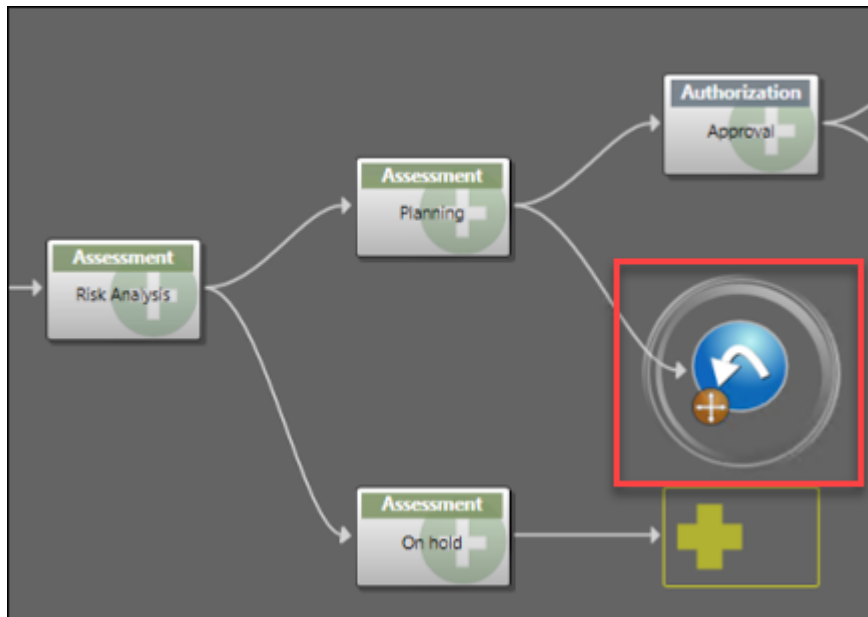 Authorization
Approval
Assessment
Planning
Assessment
Risk Analysis
Assessment
On hold